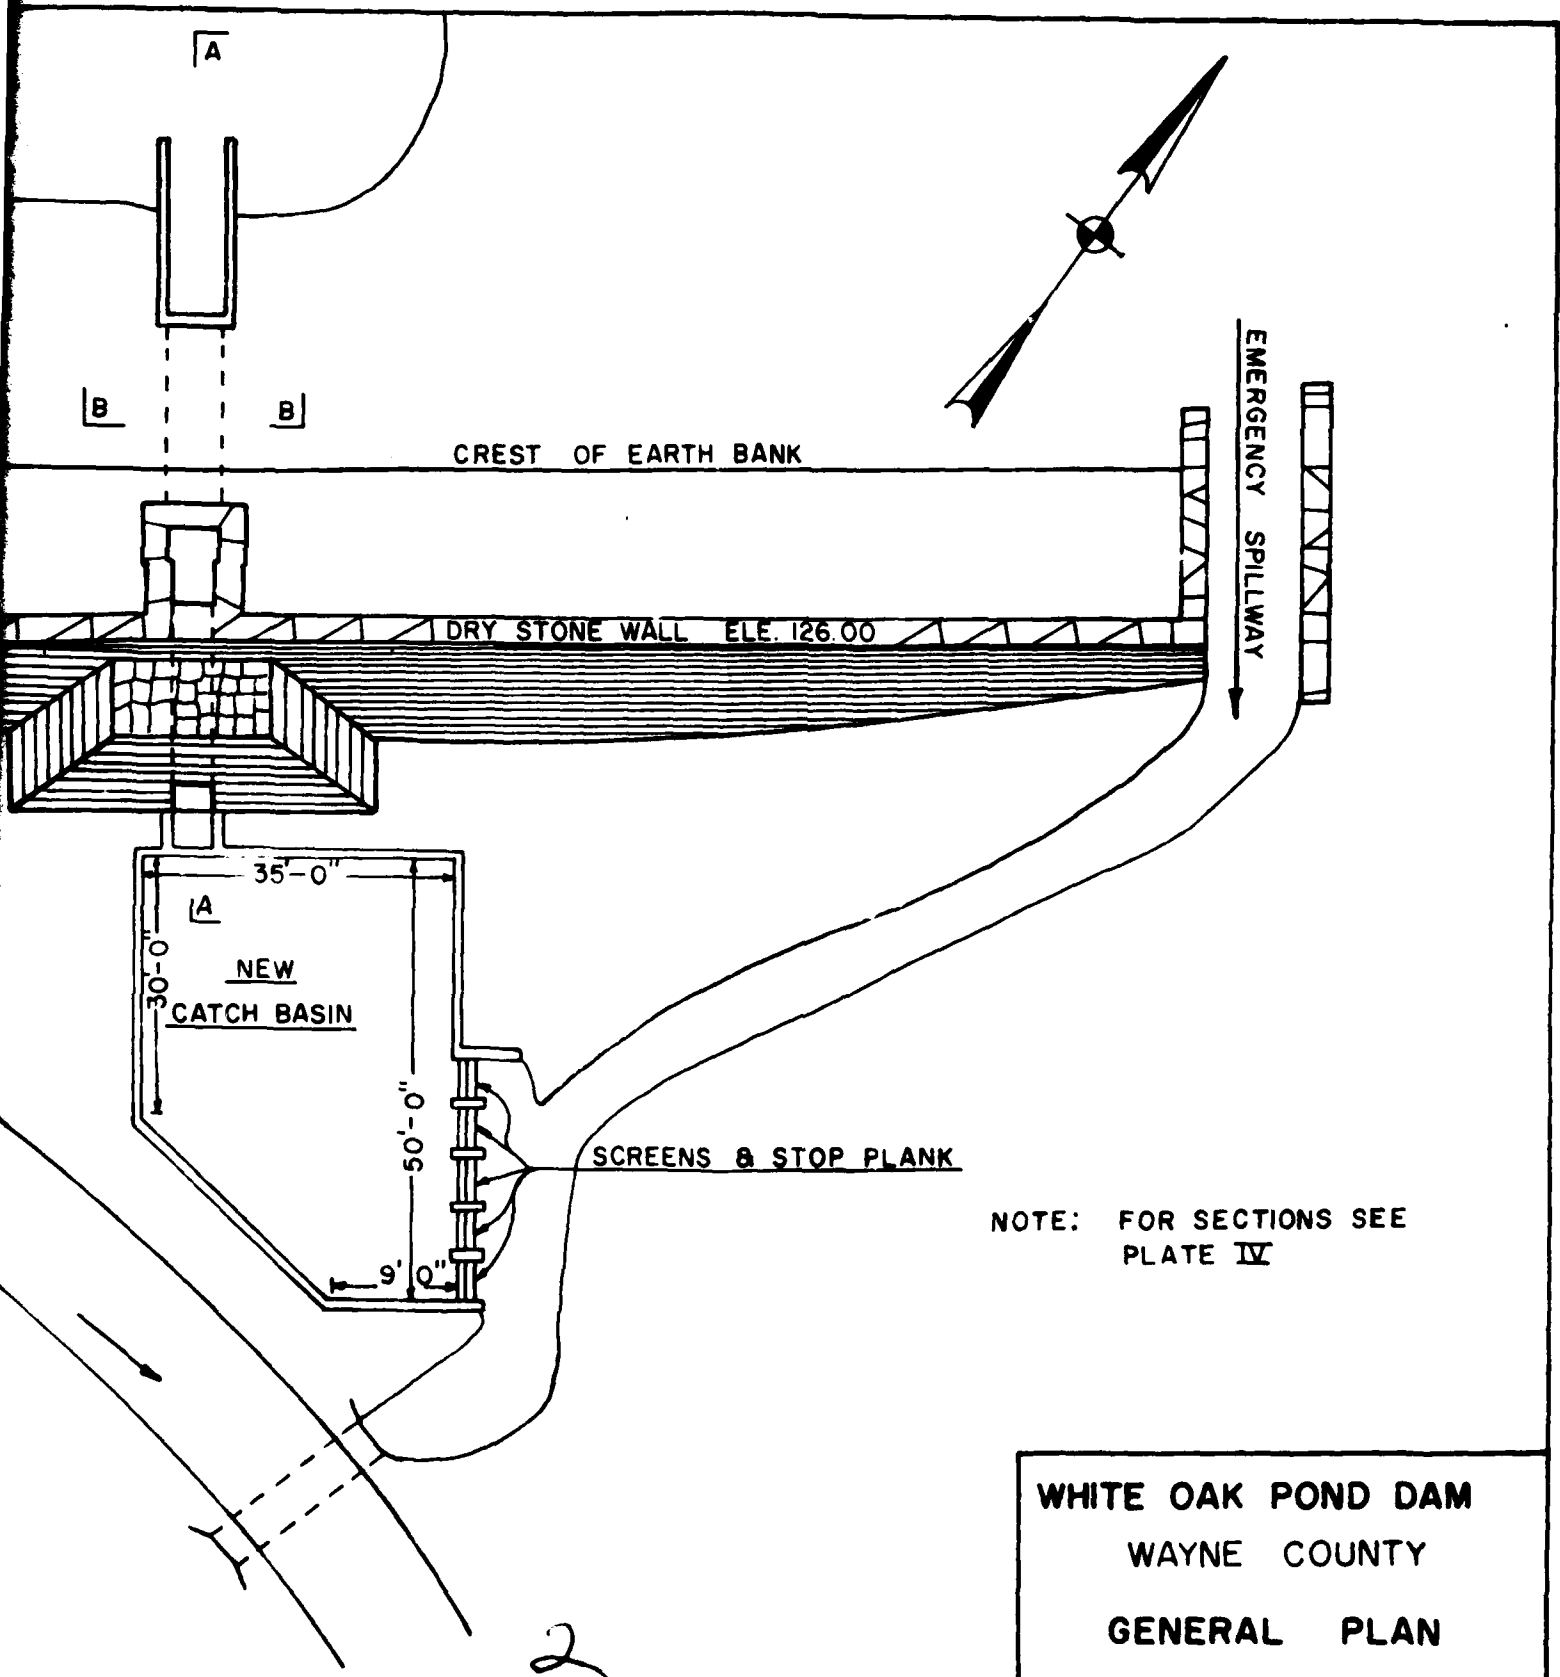 A
EMERGENCY SPILLWAY
B
B
CREST OF EARTH BANK
DRY STONE WALL ELE. 126.00
35'-0"
A
30'-0"
NEW
CATCH BASIN
50'-0"
SCREENS & STOP PLANK
NOTE: FOR SECTIONS SEE
PLATE IV
9' 0"
WHITE OAK POND DAM
WAYNE COUNTY
GENERAL PLAN
2